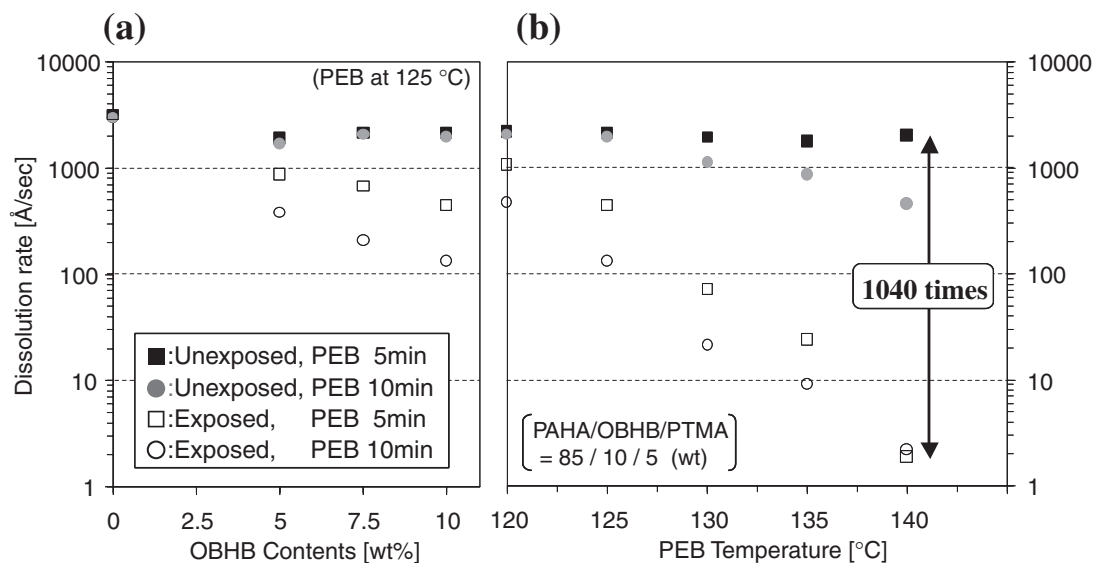 (a)
(b)
10000
1000
100
10
1
Dissolution rate [Å/sec]
(PEB at 125 °C)
■:Unexposed, PEB 5min
●:Unexposed, PEB 10min
□:Exposed, PEB 5min
○:Exposed, PEB 10min
0 2.5 5 7.5 10
OBHB Contents [wt%]
1040 times
PAHA/OBHB/PTMA
= 85 / 10 / 5 (wt)
120 125 130 135 140
PEB Temperature [°C]
10000
1000
100
10
1